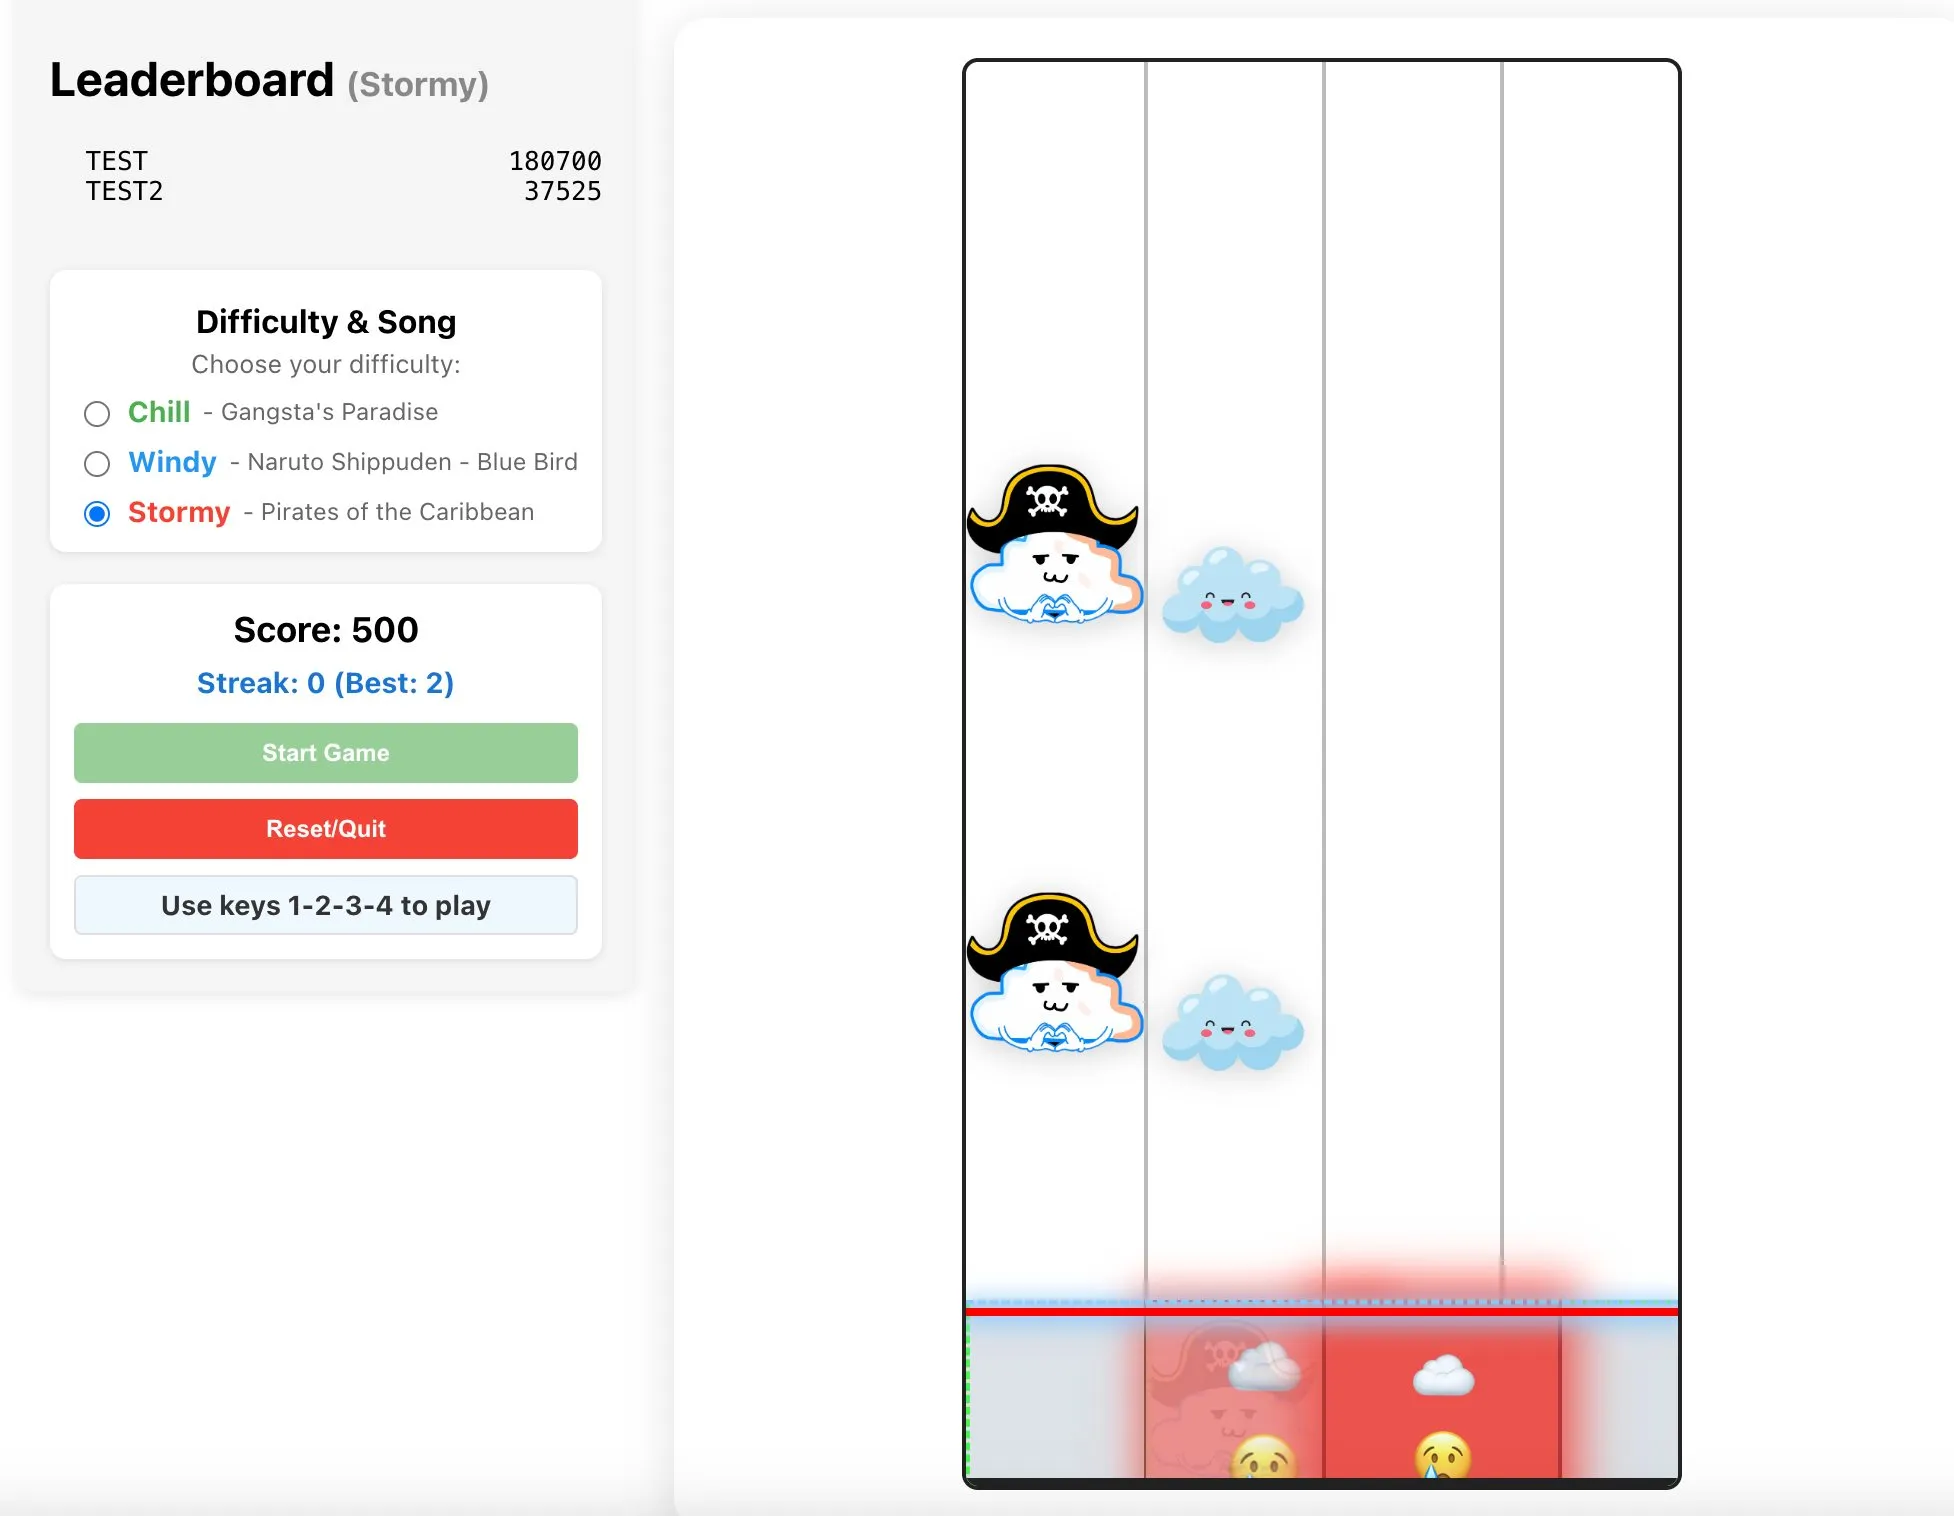 Leaderboard (Stormy)
TEST 180700
TEST2 37525
Difficulty & Song
Choose your difficulty:
Chill - Gangsta's Paradise
Windy - Naruto Shippuden - Blue Bird
Stormy - Pirates of the Caribbean
Score: 500
Streak: 0 (Best: 2)
Start Game
Reset/Quit
Use keys 1-2-3-4 to play